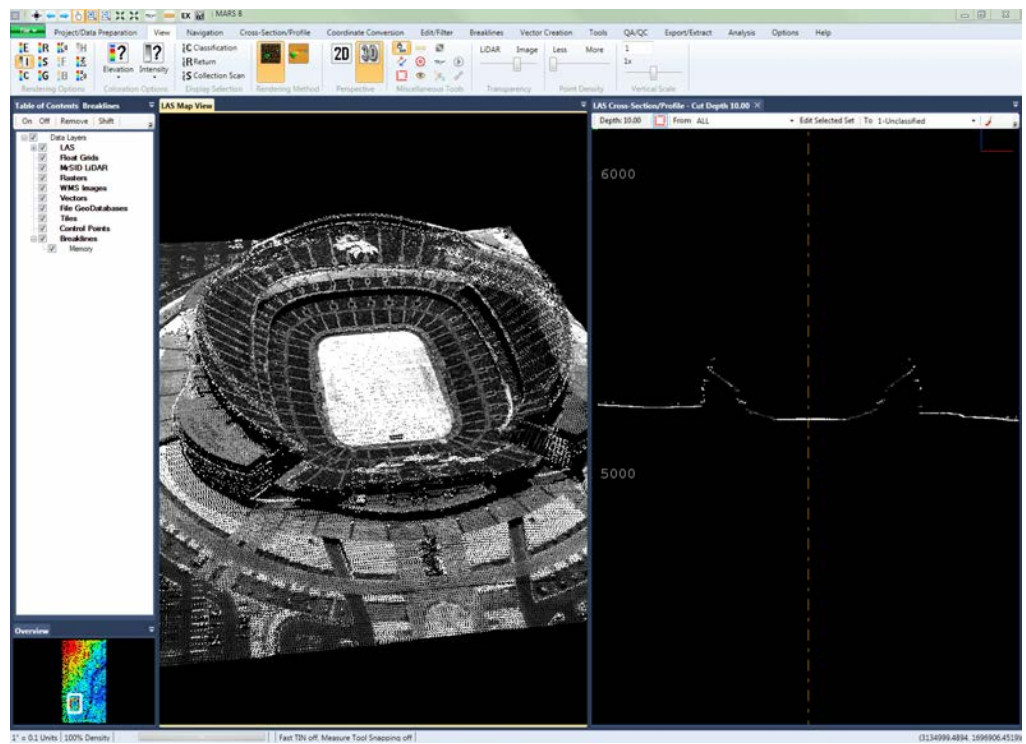 EX MARS 8
Project/Data Preparation View Navigation Cross-Section/Profile Coordinate Conversion Edit/Filter Breaklines Vector Creation Tools QA/QC Export/Extract Analysis Options Help
E R H C Classification 2D 3D LiDAR Image Less More 1
I S F R Return 1x
C G B Elevation Intensity S Collection Scan
Rendering Options Coloration Options Display Selection Rendering Method Perspective Miscellaneous Tools Transparency Point Density Vertical Scale
Table of Contents Breaklines LAS Map View LAS Cross-Section/Profile - Cut Depth 10.00
On Off Remove Shift Depth: 10.00 From ALL Edit Selected Set To 1-Unclassified
Data Layers
LAS
Float Grids
MrSID LiDAR
Rasters
WMS Images
Vectors
File GeoDatabases
Tiles
Control Points
Breaklines
Memory
6000
5000
Overview
1" = 0.1 Units 100% Density Fast TIN off. Measure Tool Snapping off (3134999.4894, 1696906.4519